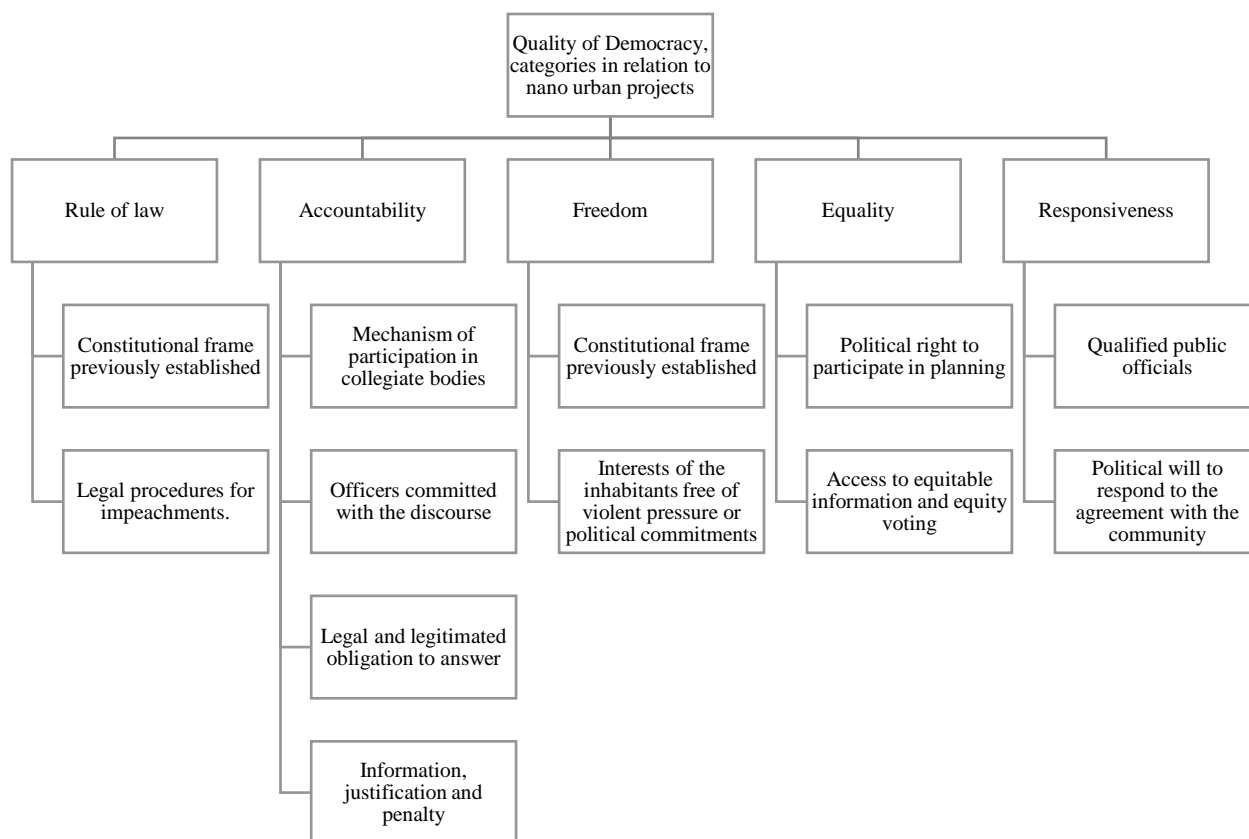 Quality of Democracy,
categories in relation to
nano urban projects
Rule of law
Accountability
Freedom
Equality
Responsiveness
Constitutional frame
previously established
Mechanism of
participation in
collegiate bodies
Constitutional frame
previously established
Political right to
participate in planning
Qualified public
officials
Legal procedures for
impeachments.
Officers committed
with the discourse
Interests of the
inhabitants free of
violent pressure or
political commitments
Access to equitable
information and equity
voting
Political will to
respond to the
agreement with the
community
Legal and legitimated
obligation to answer
Information,
justification and
penalty